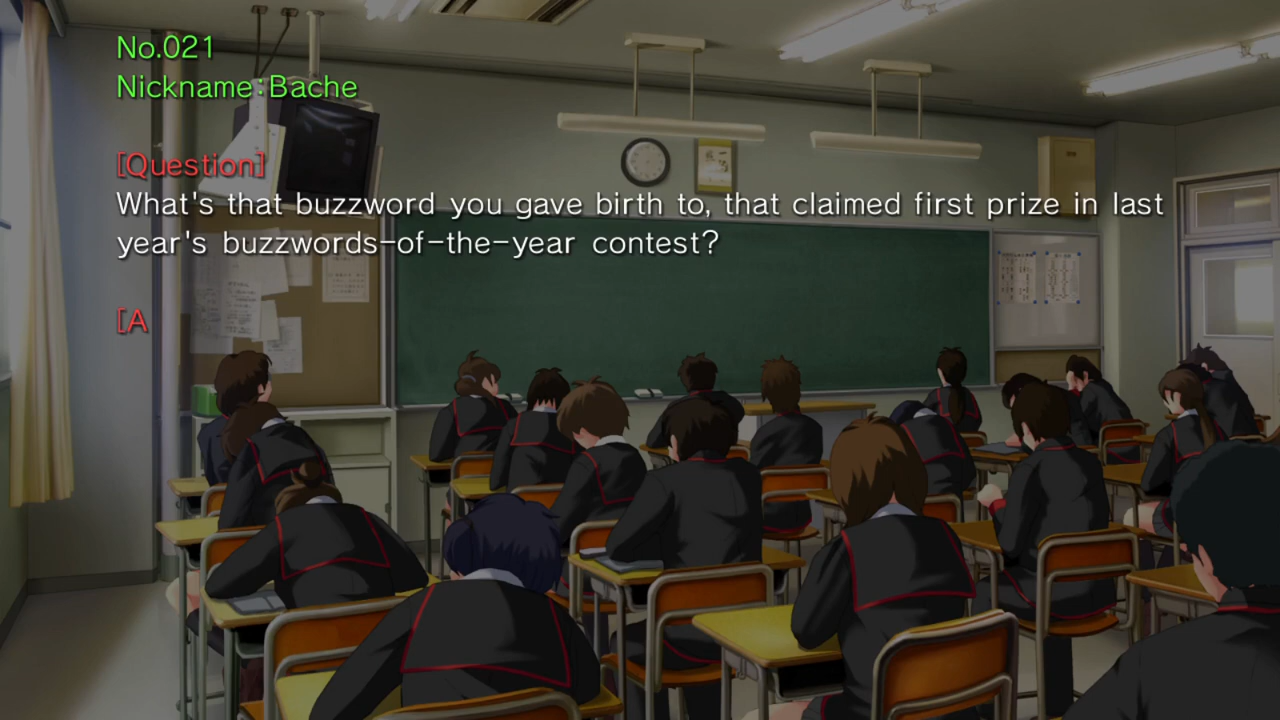 No.021
Nickname:Bache
[Question]
What's that buzzword you gave birth to, that claimed first prize in last
year's buzzwords-of-the-year contest?
[A